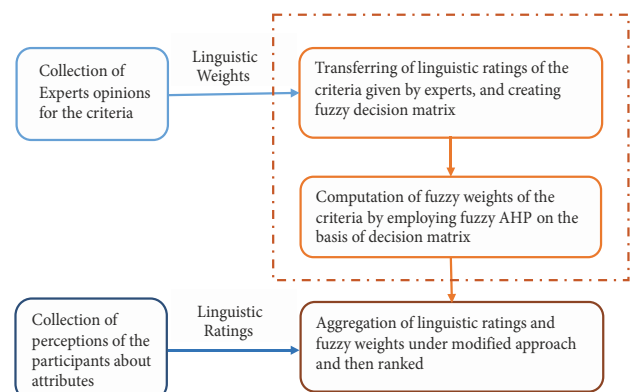 Collection of
Experts opinions
for the criteria
Linguistic
Weights
Transferring of linguistic ratings of the
criteria given by experts, and creating
fuzzy decision matrix
Computation of fuzzy weights of the
criteria by employing fuzzy AHP on the
basis of decision matrix
Collection of
perceptions of the
participants about
attributes
Linguistic
Ratings
Aggregation of linguistic ratings and
fuzzy weights under modified approach
and then ranked